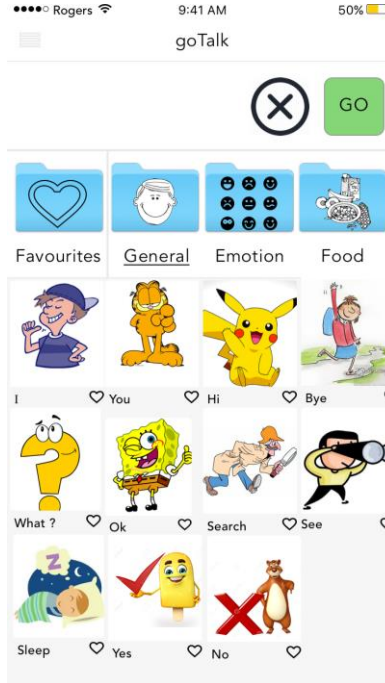 Rogers 9:41 AM 50%
goTalk
GO
Favourites General Emotion Food
I You Hi Bye
What ? Ok Search See
Z
Sleep Yes No